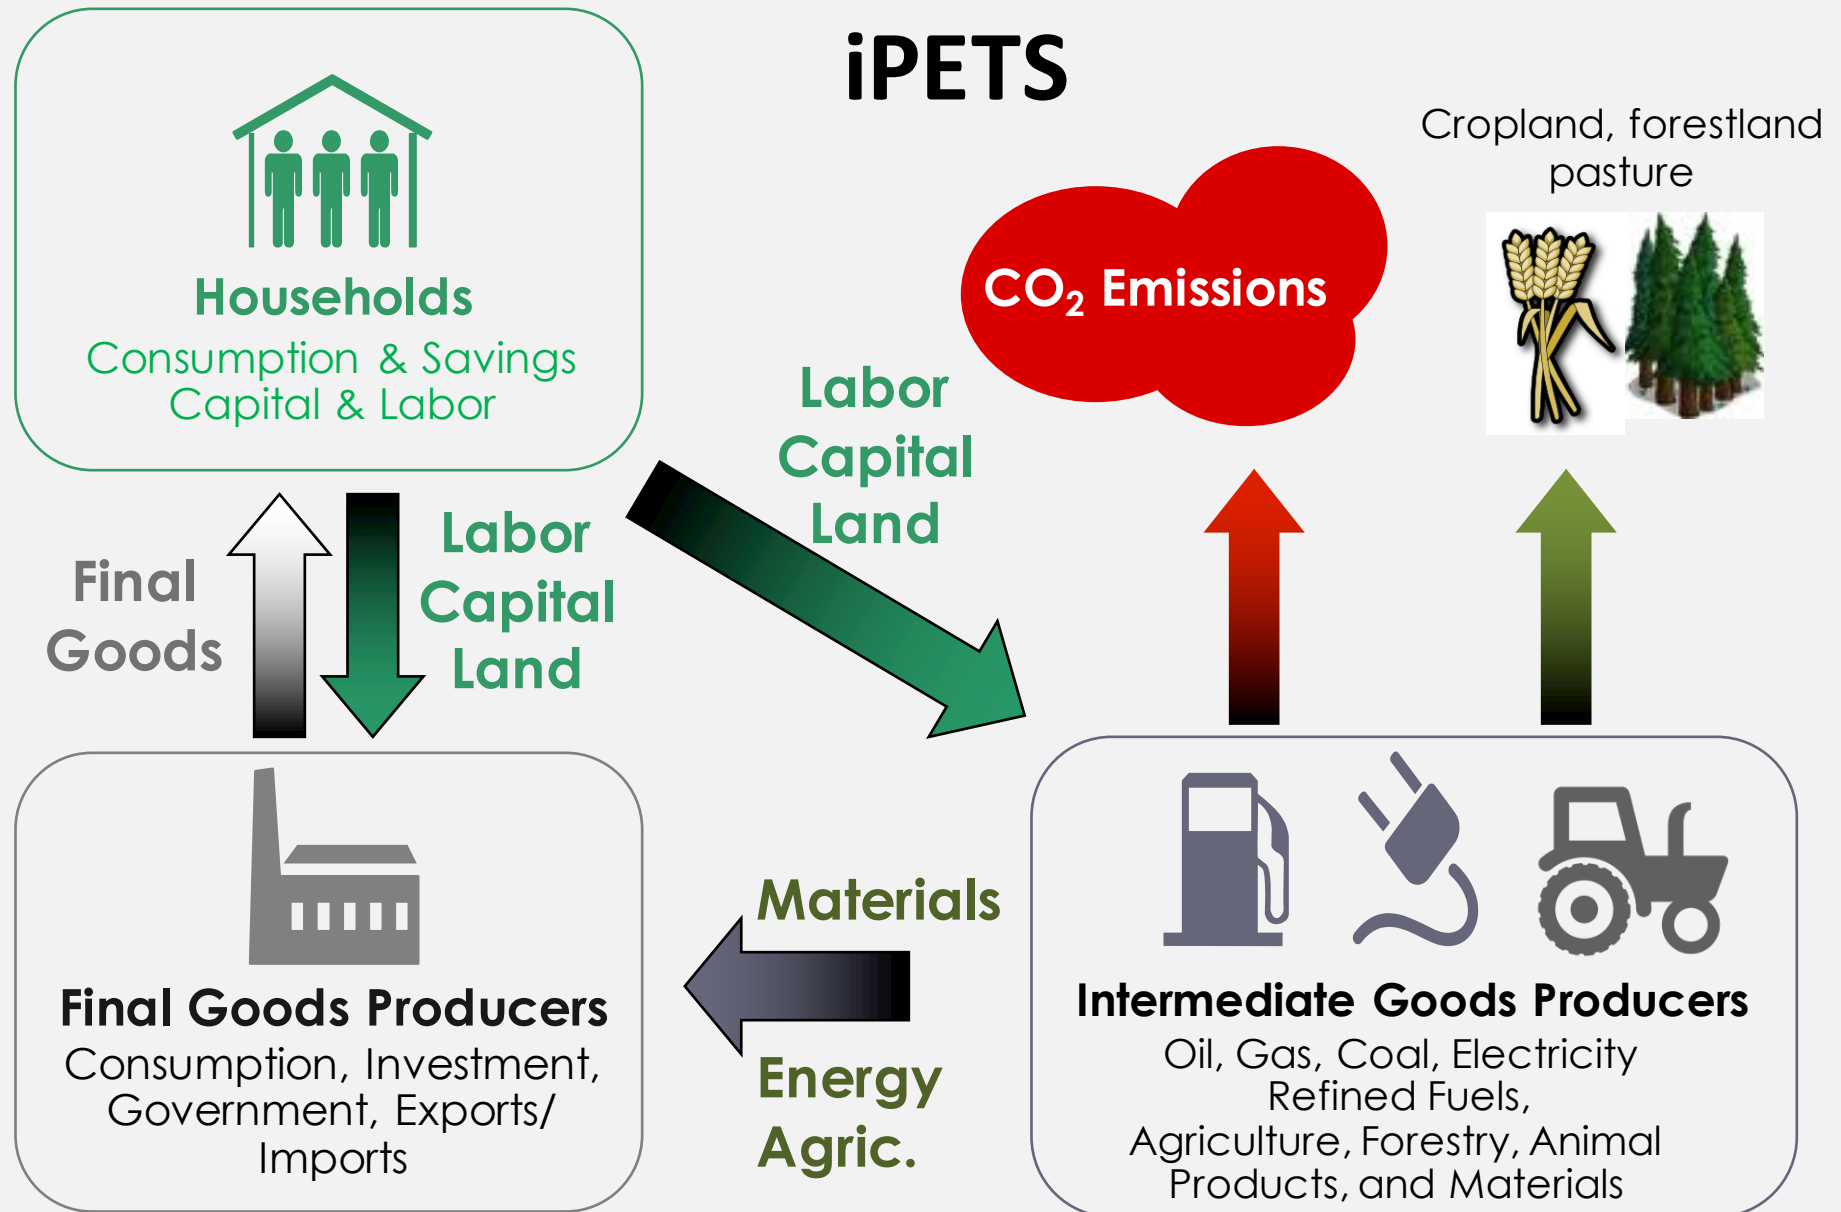 iPETS
Households
Consumption & Savings
Capital & Labor
Cropland, forestland
pasture
CO₂ Emissions
Labor
Capital
Land
Final
Goods
Labor
Capital
Land
Materials
Energy
Agric.
Final Goods Producers
Consumption, Investment,
Government, Exports/
Imports
Intermediate Goods Producers
Oil, Gas, Coal, Electricity
Refined Fuels,
Agriculture, Forestry, Animal
Products, and Materials